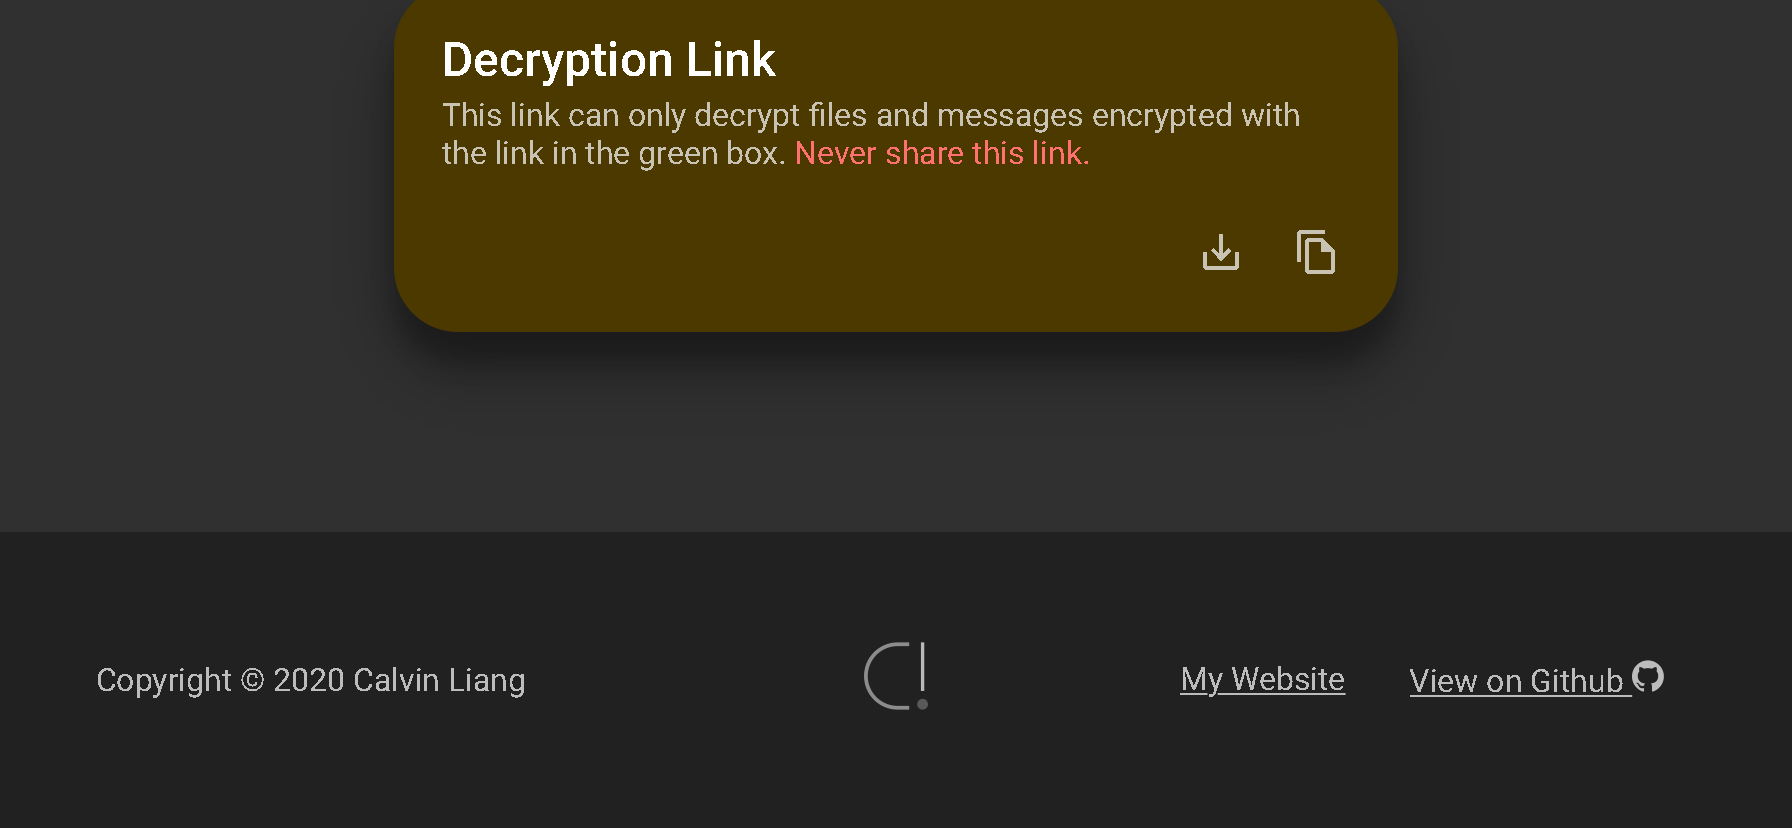 Decryption Link
This link can only decrypt files and messages encrypted with
the link in the green box. Never share this link.
Copyright © 2020 Calvin Liang
C!
My Website
View on Github